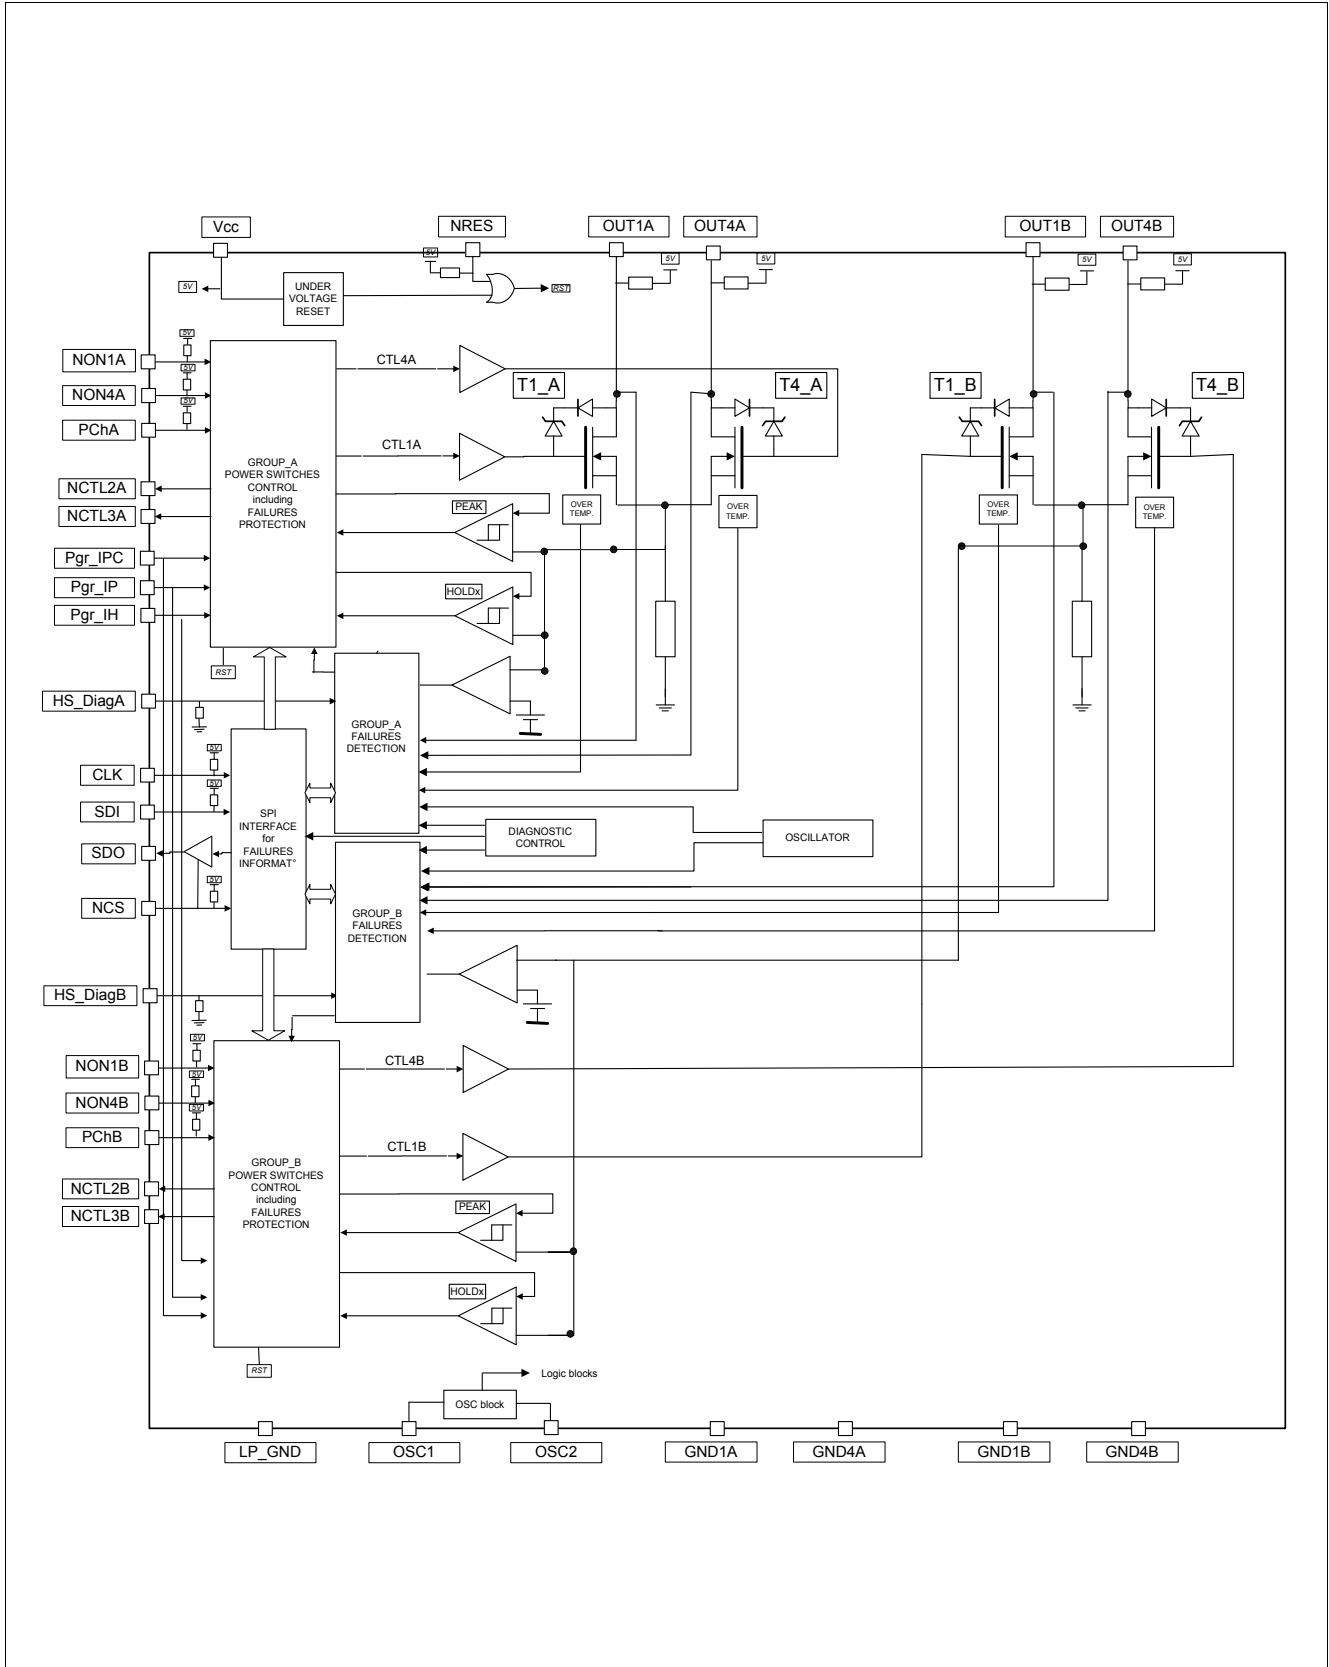 Vcc
NRES
OUT1A
OUT4A
OUT1B
OUT4B
5V
5V
5V
5V
5V
5V
UNDER
VOLTAGE
RESET
RST
NON1A
5V
NON4A
5V
PChA
5V
NCTL2A
NCTL3A
Pgr_IPC
Pgr_IP
Pgr_IH
GROUP_A
POWER SWITCHES
CONTROL
including
FAILURES
PROTECTION
CTL4A
CTL1A
T1_A
T4_A
T1_B
T4_B
PEAK
HOLDx
OVER
TEMP.
OVER
TEMP.
OVER
TEMP.
OVER
TEMP.
RST
HS_DiagA
GROUP_A
FAILURES
DETECTION
CLK
5V
SDI
5V
SDO
NCS
5V
SPI
INTERFACE
for
FAILURES
INFORMAT°
DIAGNOSTIC
CONTROL
OSCILLATOR
GROUP_B
FAILURES
DETECTION
HS_DiagB
NON1B
5V
NON4B
5V
PChB
5V
NCTL2B
NCTL3B
GROUP_B
POWER SWITCHES
CONTROL
including
FAILURES
PROTECTION
CTL4B
CTL1B
PEAK
HOLDx
RST
Logic blocks
OSC block
LP_GND
OSC1
OSC2
GND1A
GND4A
GND1B
GND4B